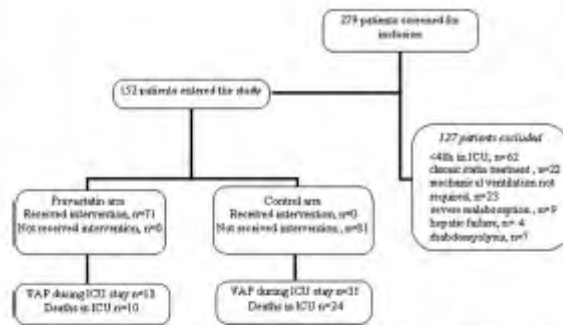 279 patients screened for
inclusion
152 patients entered the study
127 patients excluded
<48h in ICU, n=62
chronic statin treatment, n=22
mechanical ventilation not
required, n=23
severe malabsorption, n=9
hepatic failure, n= 4
rhabdomyolysis, n=7
Pravastatin arm
Received intervention, n=71
Not received intervention, n=0
Control arm
Received intervention, n=0
Not received intervention, n=81
VAP during ICU stay
Deaths in ICU n=10
VAP during ICU stay
Deaths in ICU n=24